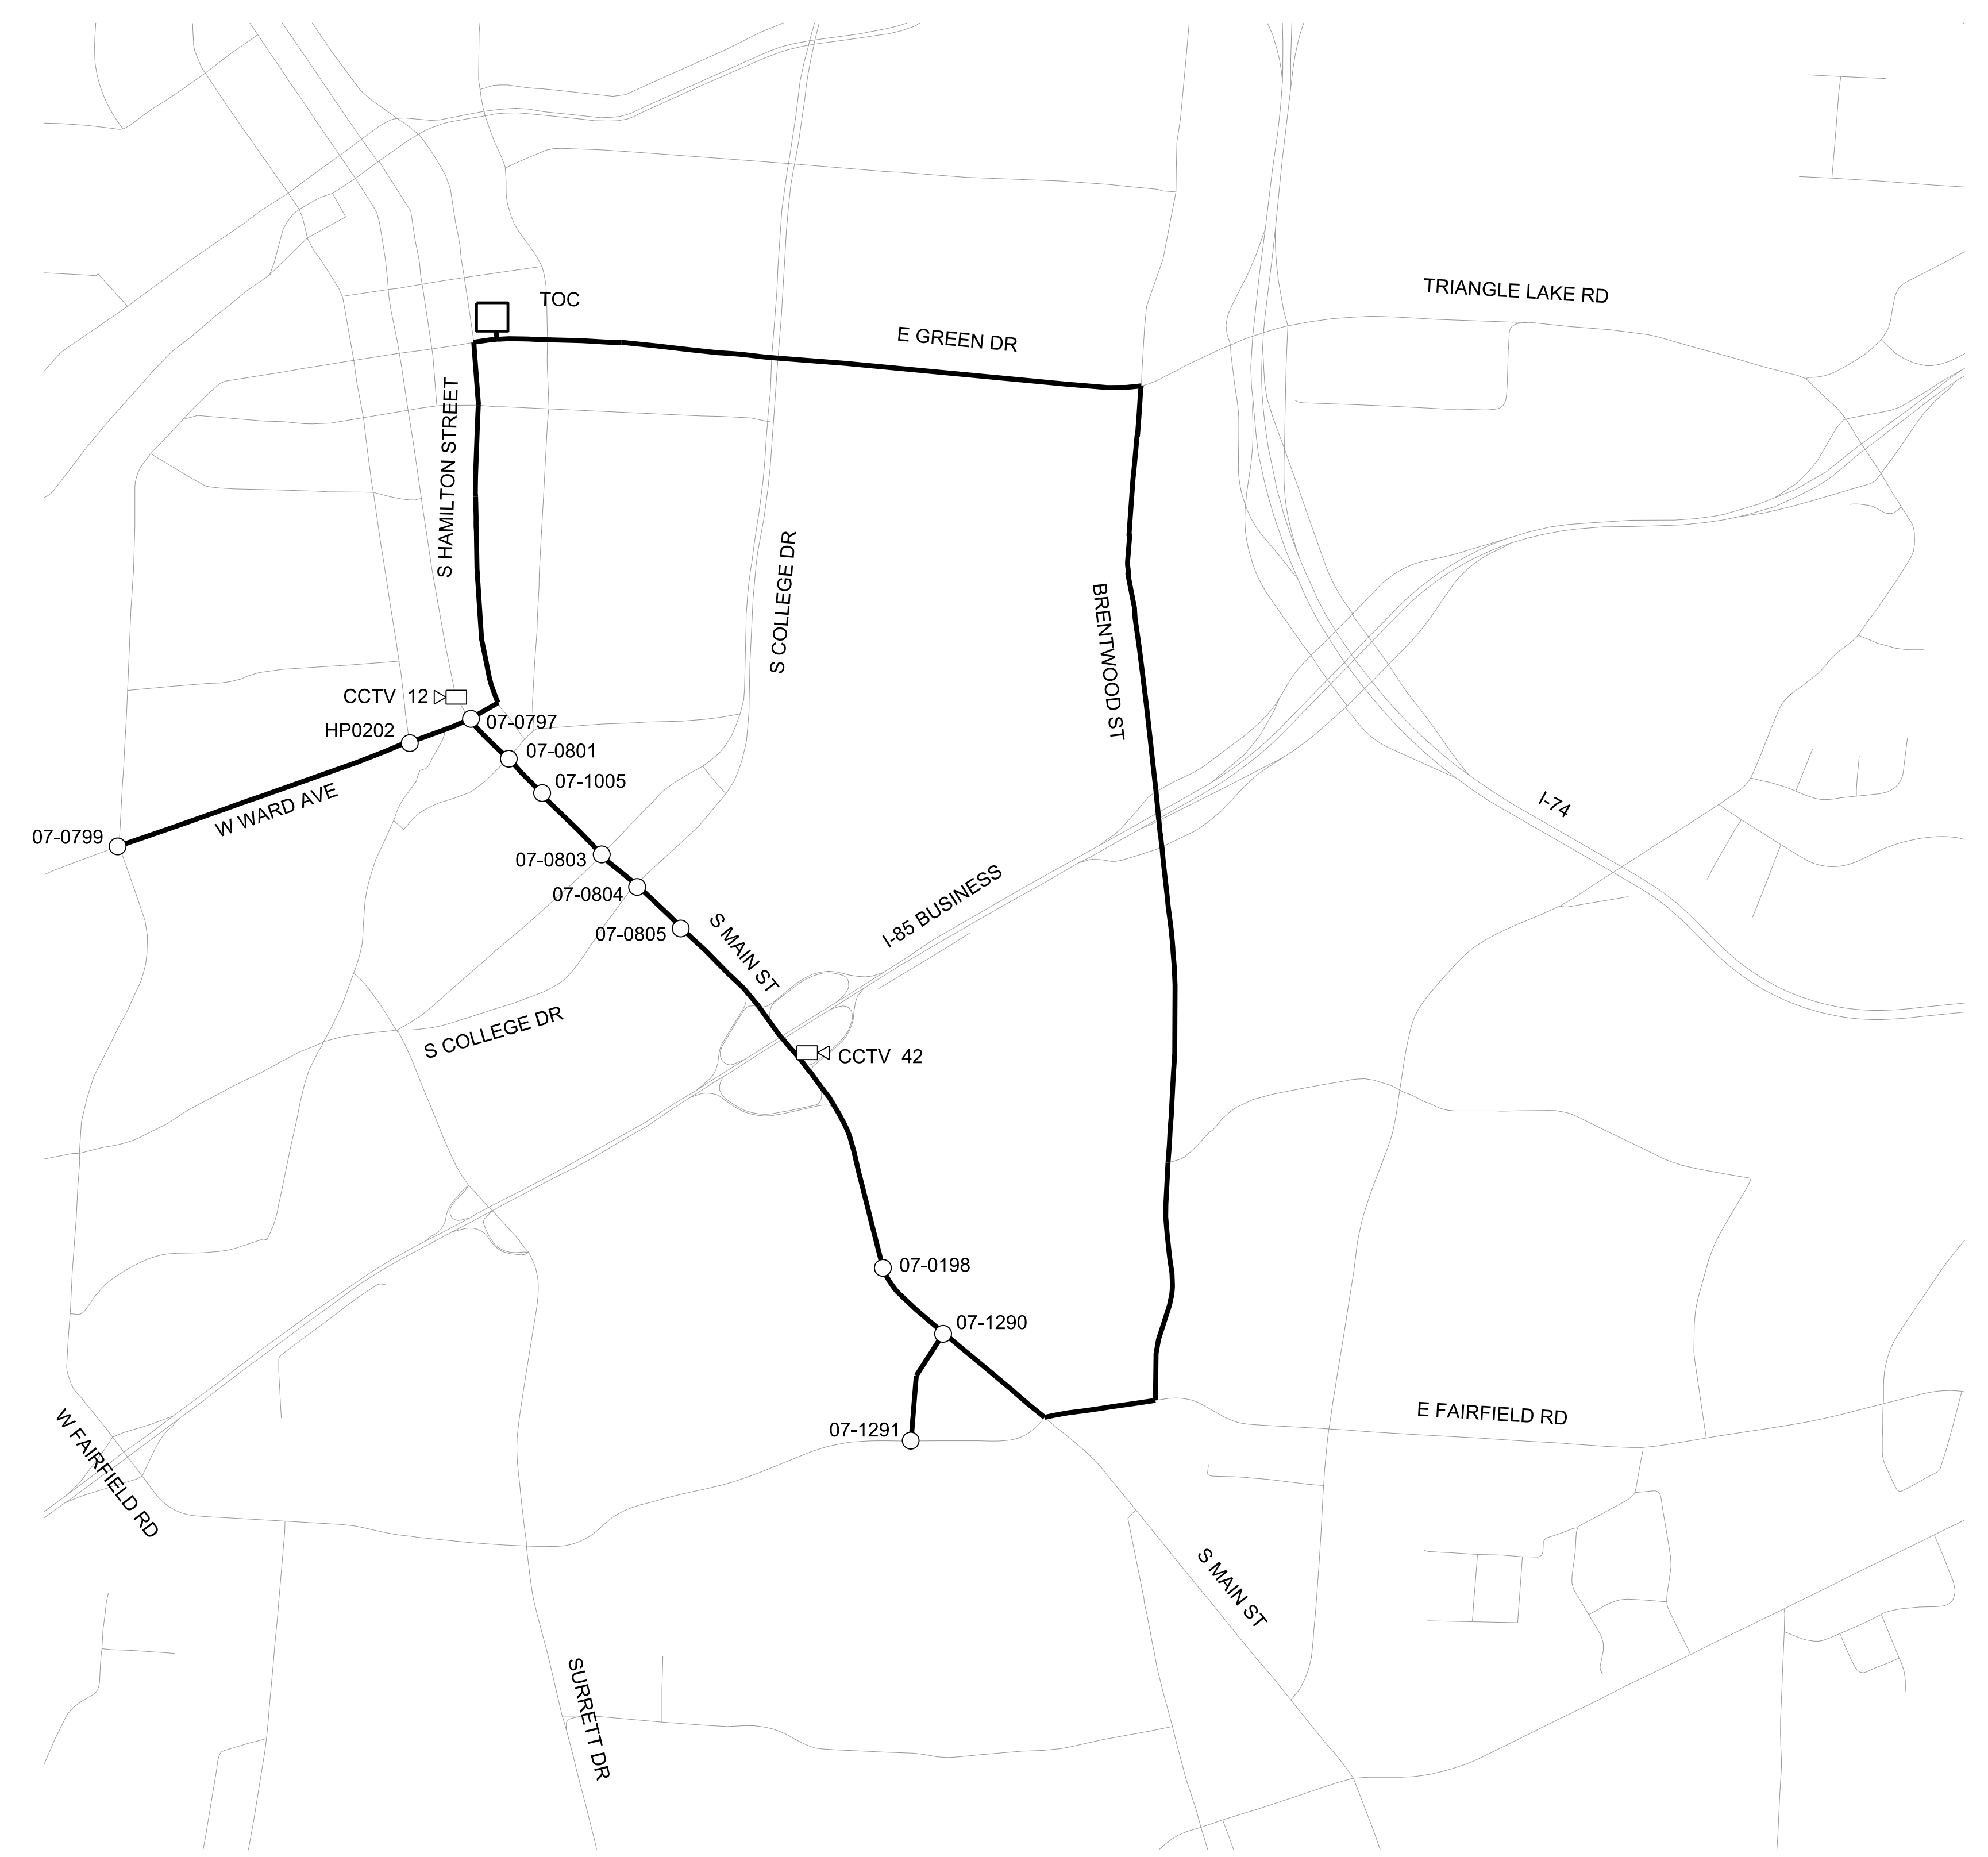 TRIANGLE LAKE RD
TOC
E GREEN DR
S HAMILTON STREET
S COLLEGE DR
BRENTWOOD ST
CCTV 12
07-0797
HP0202
07-0801
07-1005
W WARD AVE
I-74
07-0799
07-0803
07-0804
I-85 BUSINESS
07-0805
S MAIN ST
S COLLEGE DR
CCTV 42
07-0198
07-1290
E FAIRFIELD RD
07-1291
W FAIRFIELD RD
S MAIN ST
SURRETT DR